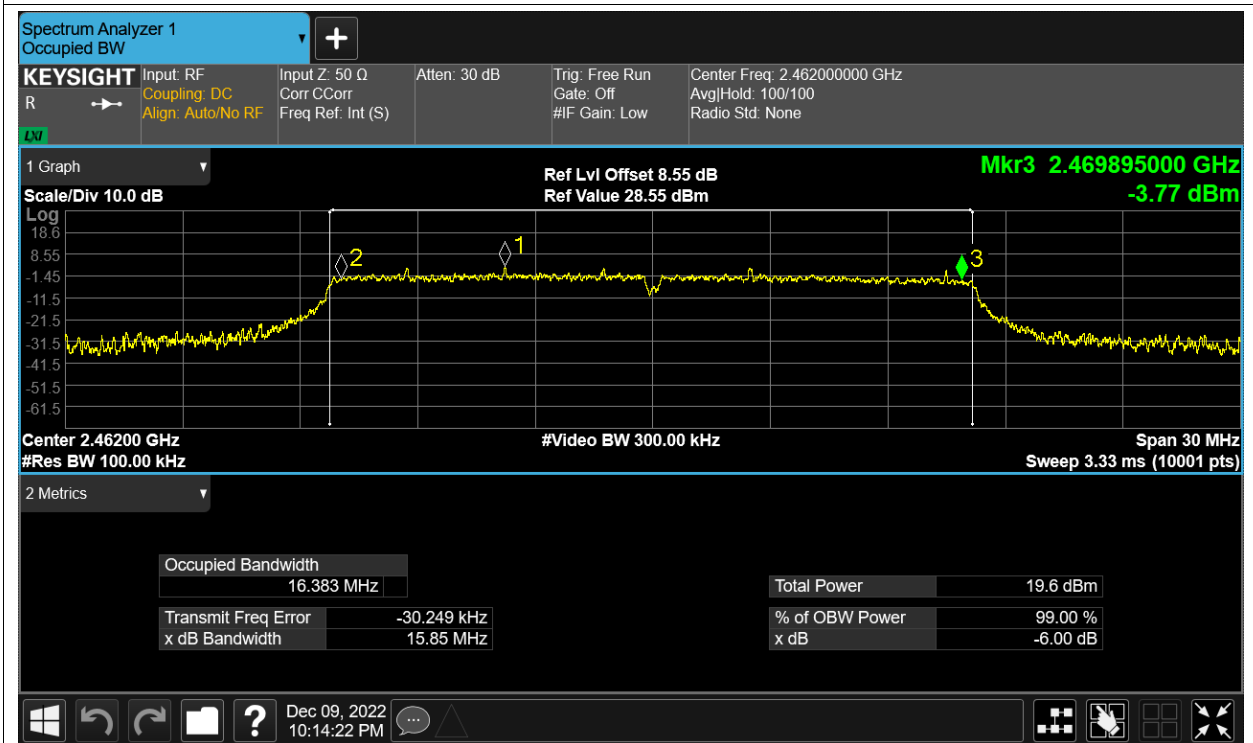 Spectrum Analyzer 1
Occupied BW
KEYSIGHT
R
LXI
Input: RF
Coupling: DC
Align: Auto/No RF
Input Z: 50 Ω
Corr CCorr
Freq Ref: Int (S)
Atten: 30 dB
Trig: Free Run
Gate: Off
#IF Gain: Low
Center Freq: 2.462000000 GHz
Avg|Hold: 100/100
Radio Std: None
1 Graph
Scale/Div 10.0 dB
Ref Lvl Offset 8.55 dB
Ref Value 28.55 dBm
Mkr3 2.469895000 GHz
-3.77 dBm
Log
18.6
8.55
-1.45
-11.5
-21.5
-31.5
-41.5
-51.5
-61.5
2
1
3
Center 2.46200 GHz
#Video BW 300.00 kHz
Span 30 MHz
#Res BW 100.00 kHz
Sweep 3.33 ms (10001 pts)
2 Metrics
Occupied Bandwidth
16.383 MHz
Transmit Freq Error -30.249 kHz
x dB Bandwidth 15.85 MHz
Total Power 19.6 dBm
% of OBW Power 99.00 %
x dB -6.00 dB
?
Dec 09, 2022
10:14:22 PM